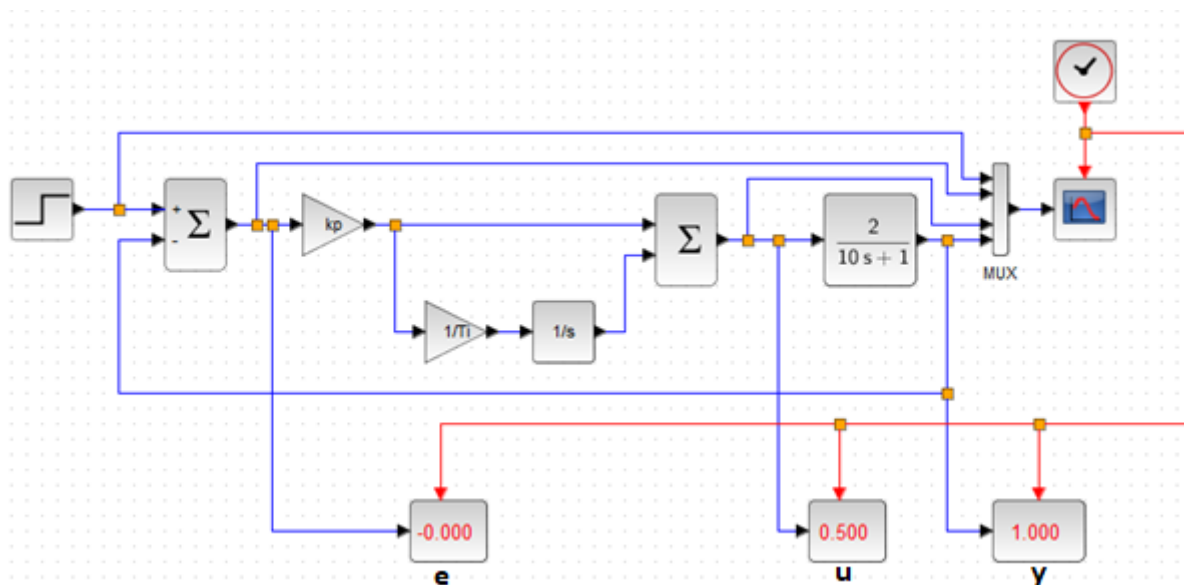 +
-
Σ
kp
1/Ti
1/s
Σ
2
10 s + 1
MUX
-0.000
0.500
1.000
e
u
y